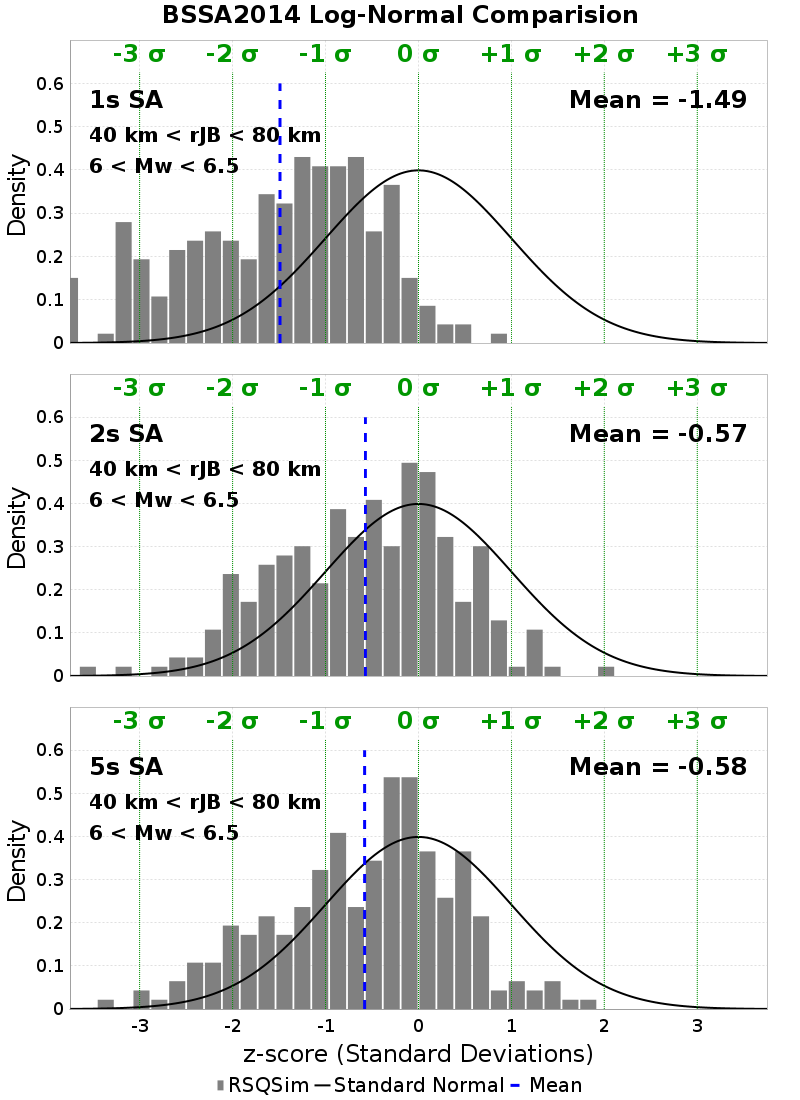 BSSA2014 Log-Normal Comparision
-3 σ -2 σ -1 σ 0 σ +1 σ +2 σ +3 σ
0.6
1s SA Mean = -1.49
0.5
40 km < rJB < 80 km
6 < Mw < 6.5
0.4
Density
0.3
0.2
0.1
0
-3 σ -2 σ -1 σ 0 σ +1 σ +2 σ +3 σ
0.6
2s SA Mean = -0.57
0.5
40 km < rJB < 80 km
6 < Mw < 6.5
0.4
Density
0.3
0.2
0.1
0
-3 σ -2 σ -1 σ 0 σ +1 σ +2 σ +3 σ
0.6
5s SA Mean = -0.58
0.5
40 km < rJB < 80 km
6 < Mw < 6.5
0.4
Density
0.3
0.2
0.1
0
-3 -2 -1 0 1 2 3
z-score (Standard Deviations)
RSQSim Standard Normal Mean